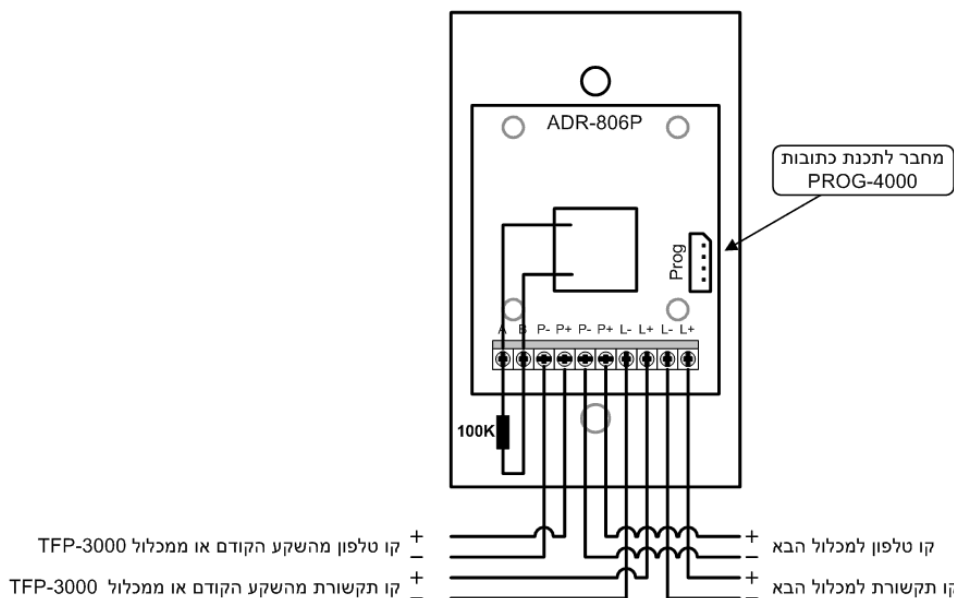 ADR-806P
מחבר לתכנת כתובות
PROG-4000
Prog
A B P- P+ P- P+ L- L+ L- L+
100K
קו טלפון מהשקע הקודם או ממכלול TFP-3000 +
−
+ קו טלפון למכלול הבא
−
קו תקשורת מהשקע הקודם או ממכלול TFP-3000 +
−
+ קו תקשורת למכלול הבא
−